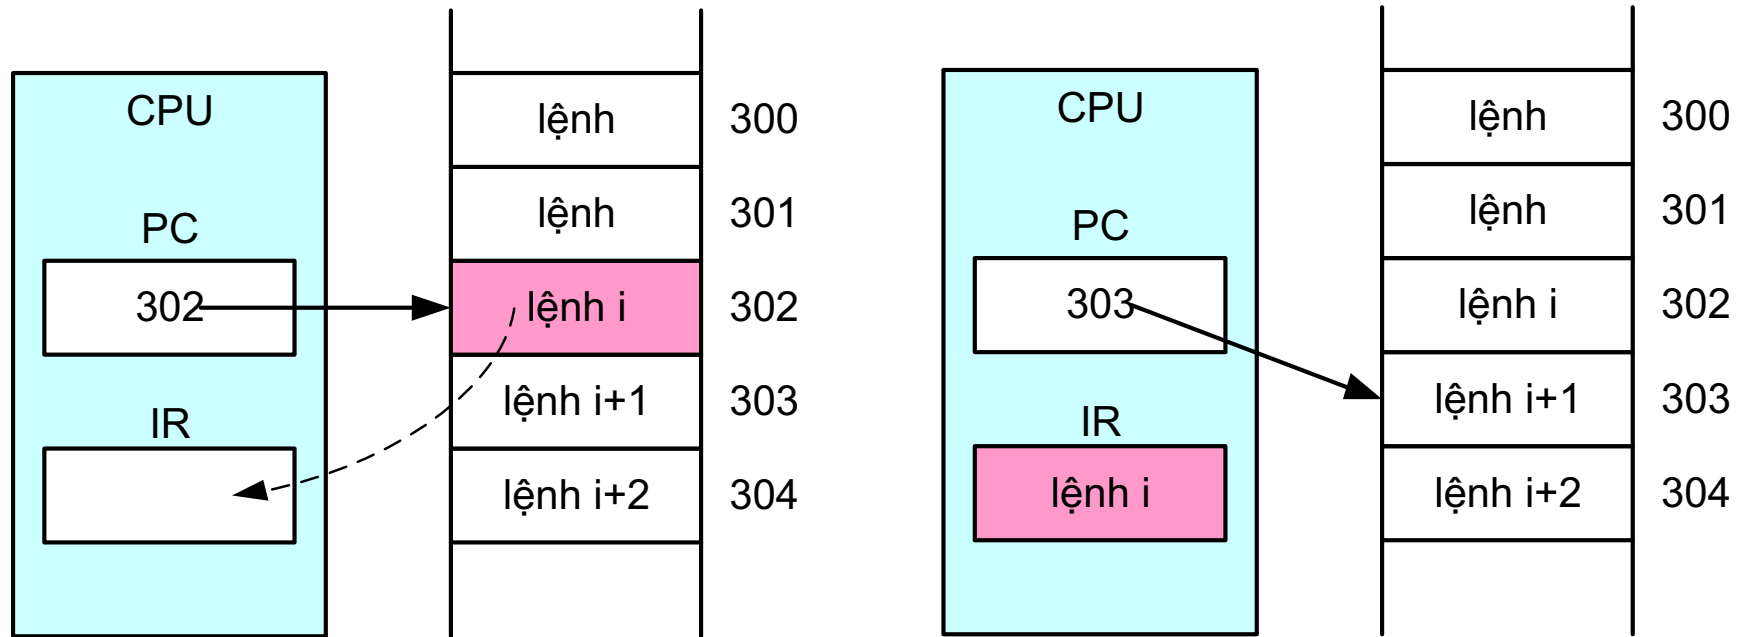 CPU
PC
302
IR
lệnh 300
lệnh 301
lệnh i 302
lệnh i+1 303
lệnh i+2 304
CPU
PC
303
IR
lệnh i
lệnh 300
lệnh 301
lệnh i 302
lệnh i+1 303
lệnh i+2 304